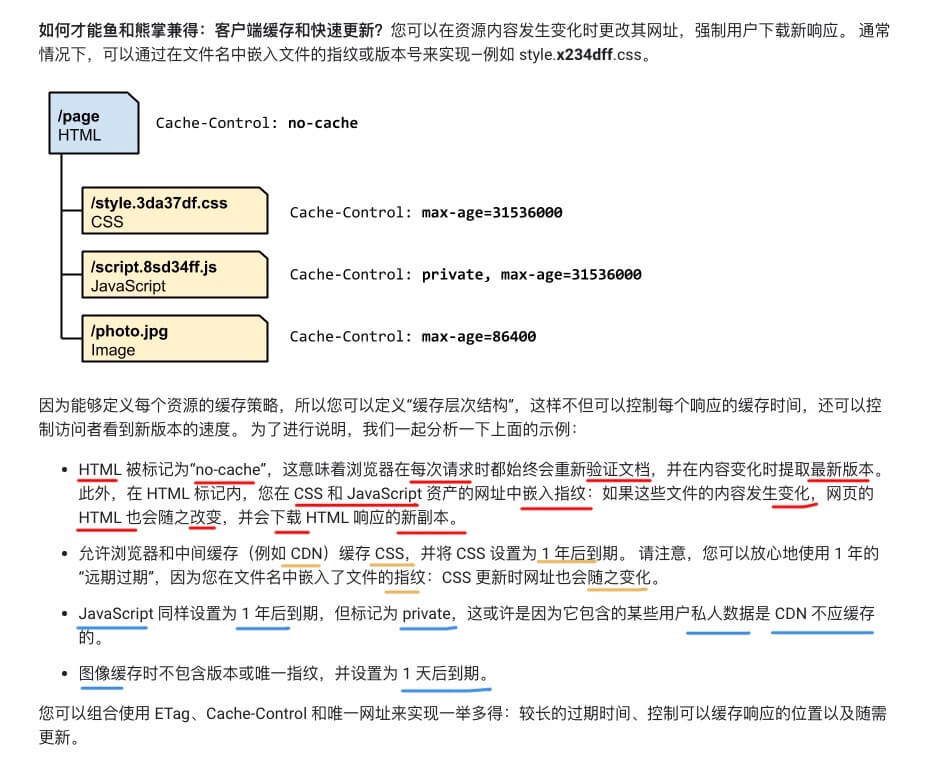 如何才能鱼和熊掌兼得：客户端缓存和快速更新？您可以在资源内容发生变化时更改其网址，强制用户下载新响应。 通常
情况下，可以通过在文件名中嵌入文件的指纹或版本号来实现—例如 style.x234dff.css。
/page
HTML
Cache-Control: no-cache
/style.3da37df.css
CSS
Cache-Control: max-age=31536000
/script.8sd34ff.js
JavaScript
Cache-Control: private, max-age=31536000
/photo.jpg
Image
Cache-Control: max-age=86400
因为能够定义每个资源的缓存策略，所以您可以定义“缓存层次结构”，这样不但可以控制每个响应的缓存时间，还可以控
制访问者看到新版本的速度。 为了进行说明，我们一起分析一下上面的示例：
• HTML 被标记为“no-cache”，这意味着浏览器在每次请求时都始终会重新验证文档，并在内容变化时提取最新版本。
此外，在 HTML 标记内，您在 CSS 和 JavaScript 资产的网址中嵌入指纹：如果这些文件的内容发生变化，网页的
HTML 也会随之改变，并会下载 HTML 响应的新副本。
• 允许浏览器和中间缓存（例如 CDN）缓存 CSS，并将 CSS 设置为 1 年后到期。 请注意，您可以放心地使用 1 年的
“远期过期”，因为您在文件名中嵌入了文件的指纹：CSS 更新时网址也会随之变化。
• JavaScript 同样设置为 1 年后到期，但标记为 private，这或许是因为它包含的某些用户私人数据是 CDN 不应缓存
的。
• 图像缓存时不包含版本或唯一指纹，并设置为 1 天后到期。
您可以组合使用 ETag、Cache-Control 和唯一网址来实现一举多得：较长的过期时间、控制可以缓存响应的位置以及随需
更新。